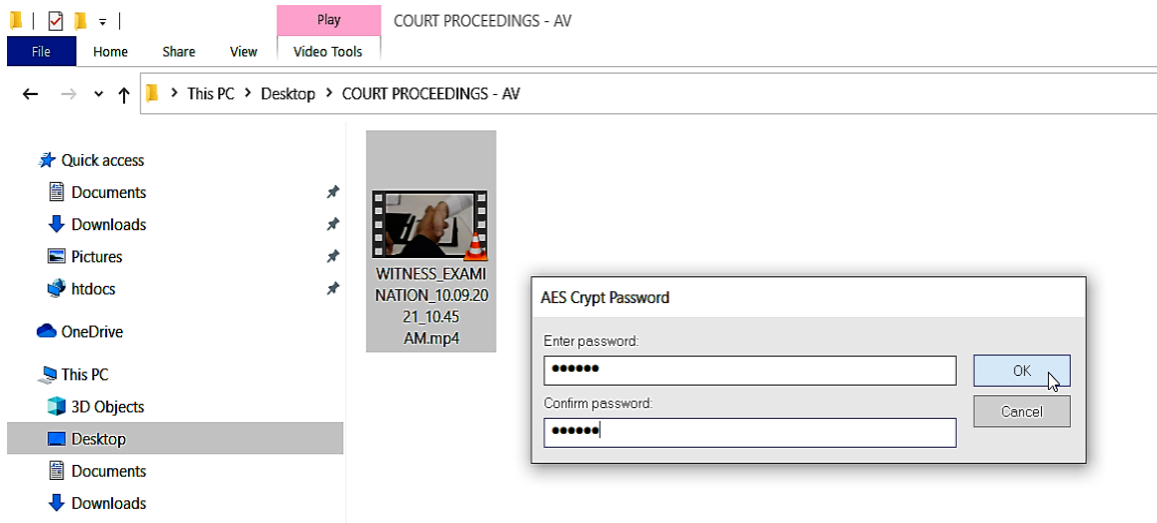 Play
COURT PROCEEDINGS - AV
File
Home
Share
View
Video Tools
This PC
Desktop
COURT PROCEEDINGS - AV
Quick access
Documents
Downloads
Pictures
htdocs
OneDrive
This PC
3D Objects
Desktop
Documents
Downloads
WITNESS_EXAMI
NATION_10.09.20
21_10.45
AM.mp4
AES Crypt Password
Enter password:
OK
Confirm password:
Cancel